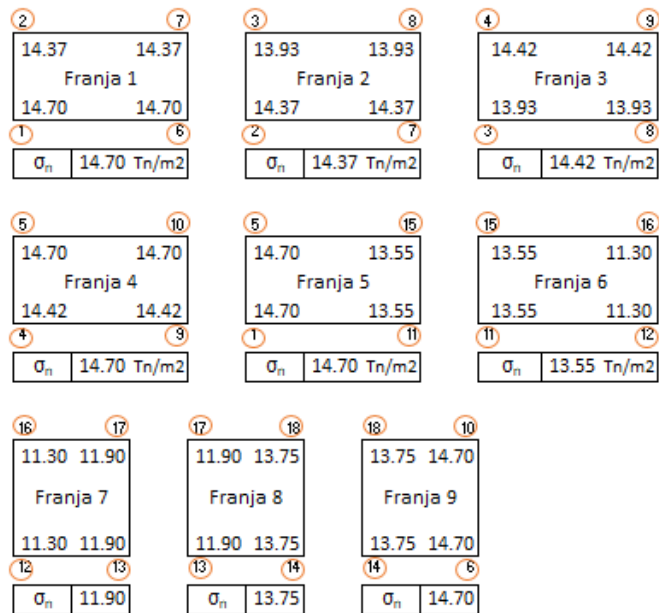 2 7 3 8 4 9
14.37 14.37 13.93 13.93 14.42 14.42
Franja 1 Franja 2 Franja 3
14.70 14.70 14.37 14.37 13.93 13.93
1 6 2 7 3 8
σn 14.70 Tn/m2 σn 14.37 Tn/m2 σn 14.42 Tn/m2
5 10 5 15 15 16
14.70 14.70 14.70 13.55 13.55 11.30
Franja 4 Franja 5 Franja 6
14.42 14.42 14.70 13.55 13.55 11.30
4 9 1 11 11 12
σn 14.70 Tn/m2 σn 14.70 Tn/m2 σn 13.55 Tn/m2
16 17 17 18 18 10
11.30 11.90 11.90 13.75 13.75 14.70
Franja 7 Franja 8 Franja 9
11.30 11.90 11.90 13.75 13.75 14.70
12 13 13 14 14 6
σn 11.90 σn 13.75 σn 14.70